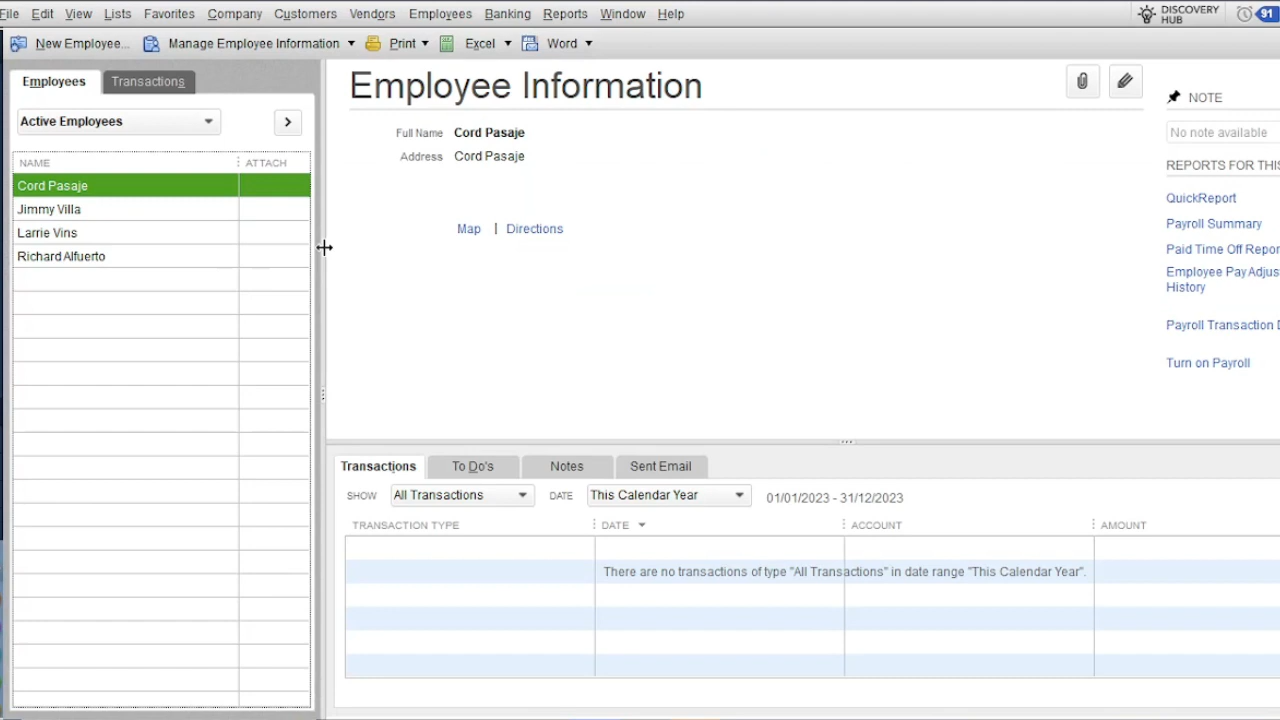 File Edit View Lists Favorites Company Customers Vendors Employees Banking Reports Window Help
DISCOVERY
HUB
91
New Employee... Manage Employee Information Print Excel Word
Employees Transactions
Active Employees
NAME ATTACH
Cord Pasaje
Jimmy Villa
Larrie Vins
Richard Alfuerto
Employee Information
Full Name Cord Pasaje
Address Cord Pasaje
Map | Directions
NOTE
No note available
REPORTS FOR THIS
QuickReport
Payroll Summary
Paid Time Off Repor
Employee Pay Adjus
History
Payroll Transaction D
Turn on Payroll
Transactions To Do's Notes Sent Email
SHOW All Transactions DATE This Calendar Year 01/01/2023 - 31/12/2023
TRANSACTION TYPE DATE ACCOUNT AMOUNT
There are no transactions of type "All Transactions" in date range "This Calendar Year".